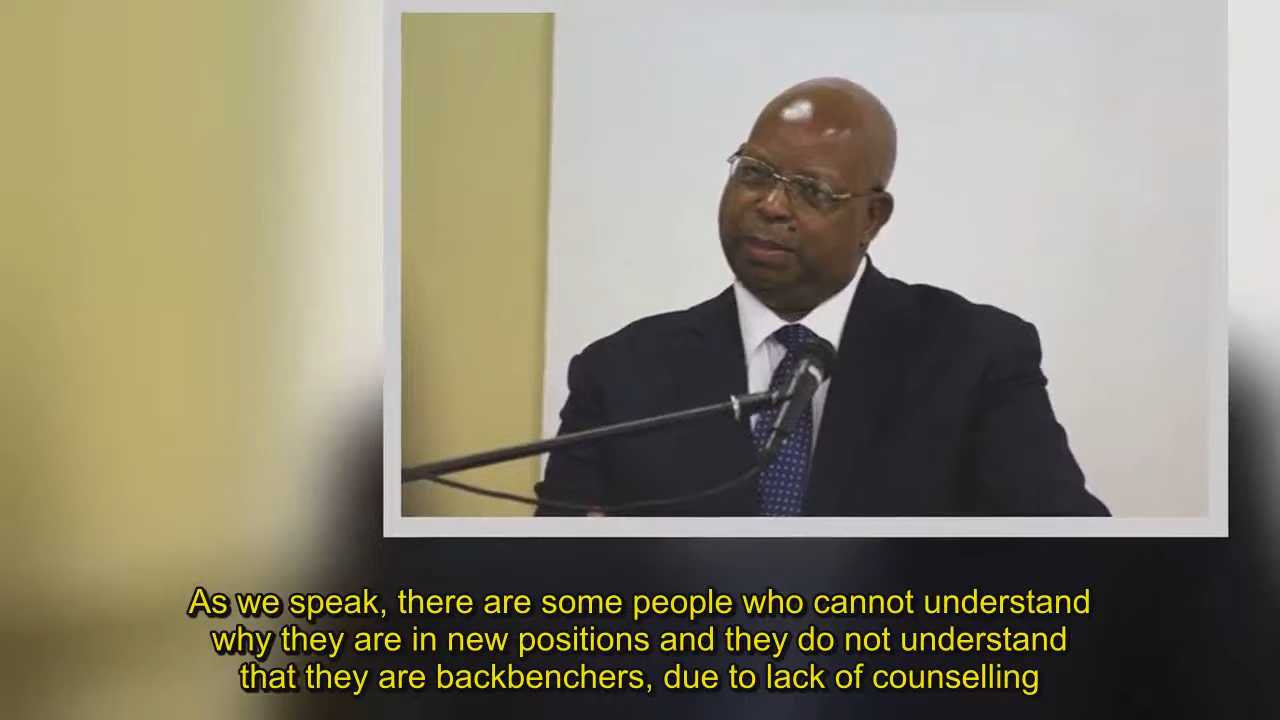 As we speak, there are some people who cannot understand
why they are in new positions and they do not understand
that they are backbenchers, due to lack of counselling